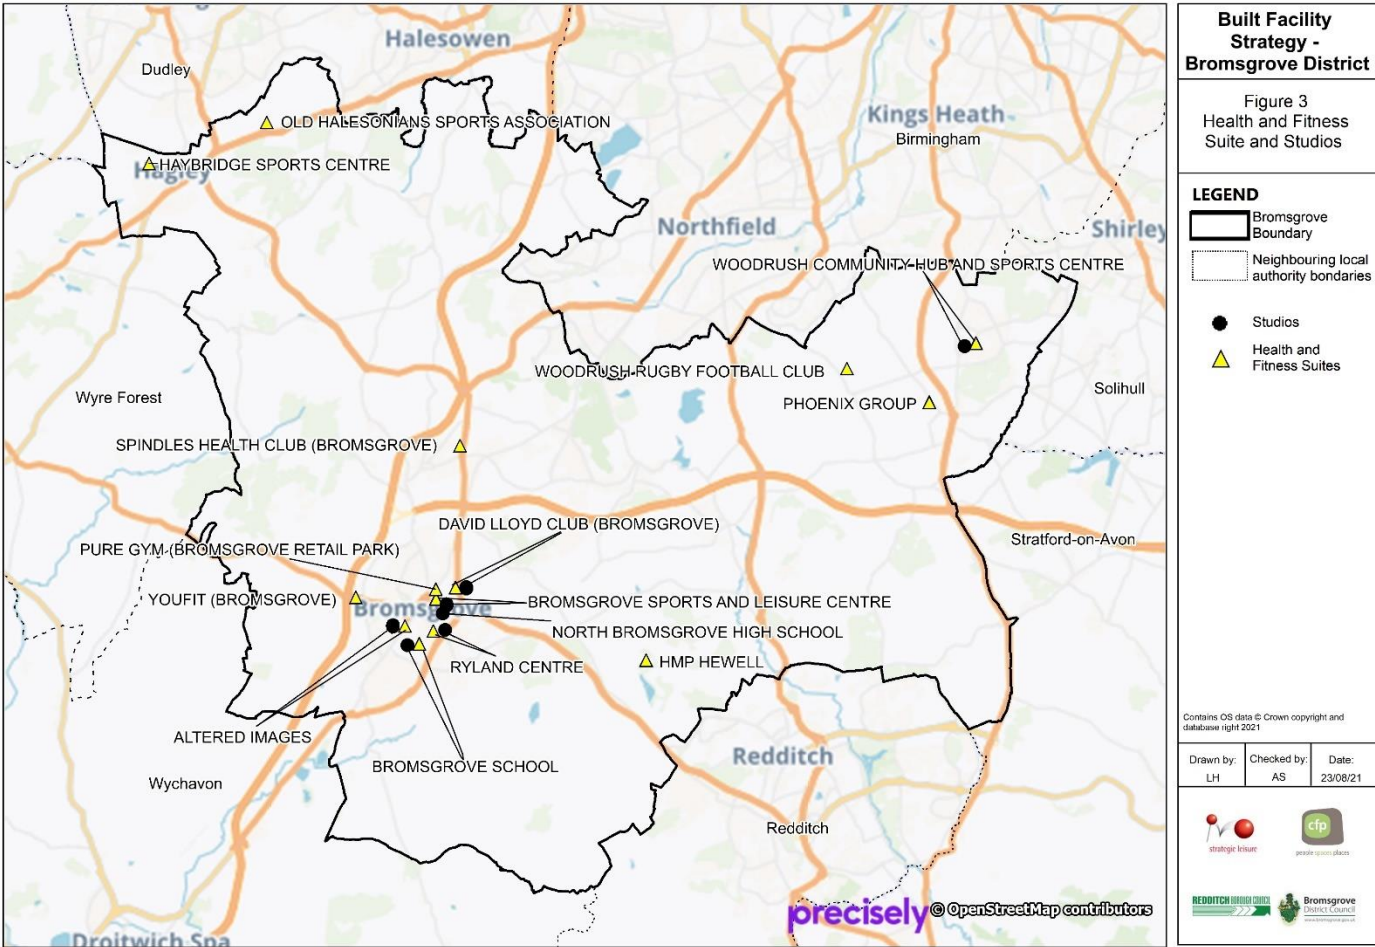 Halesowen
Dudley
OLD HALESONIANS SPORTS ASSOCIATION
HAYBRIDGE SPORTS CENTRE
Hagley
Kings Heath
Birmingham
Northfield
Shirley
WOODRUSH COMMUNITY HUB AND SPORTS CENTRE
WOODRUSH RUGBY FOOTBALL CLUB
PHOENIX GROUP
Solihull
Wyre Forest
SPINDLES HEALTH CLUB (BROMSGROVE)
DAVID LLOYD CLUB (BROMSGROVE)
PURE GYM (BROMSGROVE RETAIL PARK)
Stratford-on-Avon
YOUFIT (BROMSGROVE)
Bromsgrove
BROMSGROVE SPORTS AND LEISURE CENTRE
NORTH BROMSGROVE HIGH SCHOOL
RYLAND CENTRE
HMP HEWELL
ALTERED IMAGES
BROMSGROVE SCHOOL
Wychavon
Redditch
Redditch
Droitwich Spa
precisely © OpenStreetMap contributors
Built Facility
Strategy -
Bromsgrove District
Figure 3
Health and Fitness
Suite and Studios
LEGEND
Bromsgrove
Boundary
Neighbouring local
authority bondaries
Studios
Health and
Fitness Suites
Contains OS data © Crown copyright and
database right 2021
Drawn by: Checked by: Date:
LH AS 23/08/21
strategic leisure
cfp
people spaces places
REDDITCH BOROUGH COUNCIL
Bromsgrove
District Council
www.bromsgrove.gov.uk